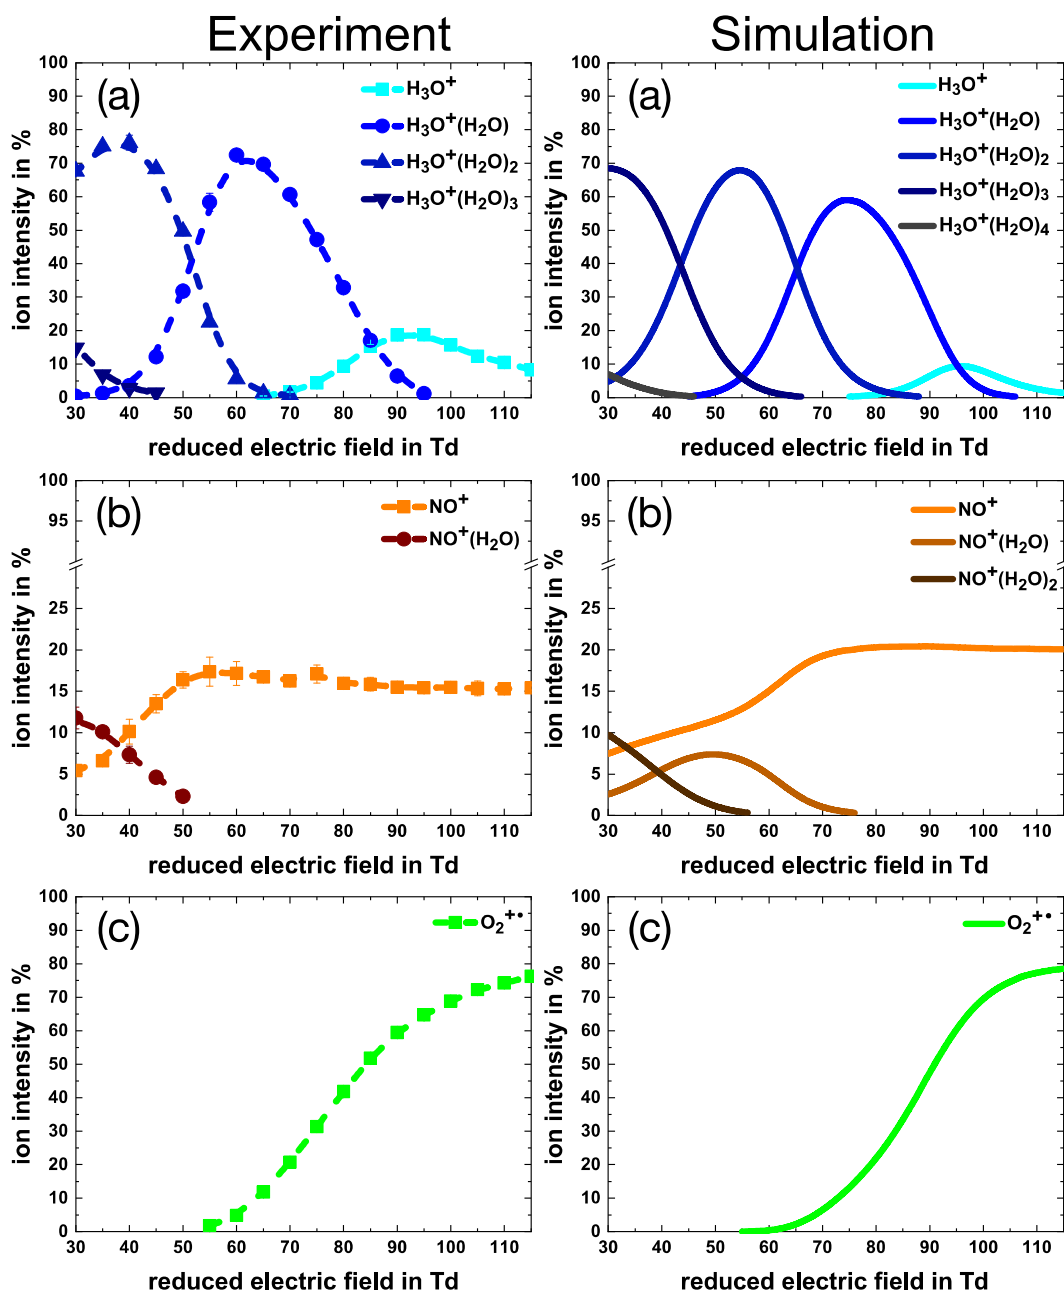 Experiment
Simulation
(a)
H₃O⁺
H₃O⁺(H₂O)
H₃O⁺(H₂O)₂
H₃O⁺(H₂O)₃
ion intensity in %
100
90
80
70
60
50
40
30
20
10
0
30 40 50 60 70 80 90 100 110
reduced electric field in Td
(a)
H₃O⁺
H₃O⁺(H₂O)
H₃O⁺(H₂O)₂
H₃O⁺(H₂O)₃
H₃O⁺(H₂O)₄
ion intensity in %
100
90
80
70
60
50
40
30
20
10
0
30 40 50 60 70 80 90 100 110
reduced electric field in Td
(b)
NO⁺
NO⁺(H₂O)
ion intensity in %
100
95
25
20
15
10
5
0
30 40 50 60 70 80 90 100 110
reduced electric field in Td
(b)
NO⁺
NO⁺(H₂O)
NO⁺(H₂O)₂
ion intensity in %
100
95
25
20
15
10
5
0
30 40 50 60 70 80 90 100 110
reduced electric field in Td
(c)
O₂⁺•
ion intensity in %
100
90
80
70
60
50
40
30
20
10
0
30 40 50 60 70 80 90 100 110
reduced electric field in Td
(c)
O₂⁺•
ion intensity in %
100
90
80
70
60
50
40
30
20
10
0
30 40 50 60 70 80 90 100 110
reduced electric field in Td